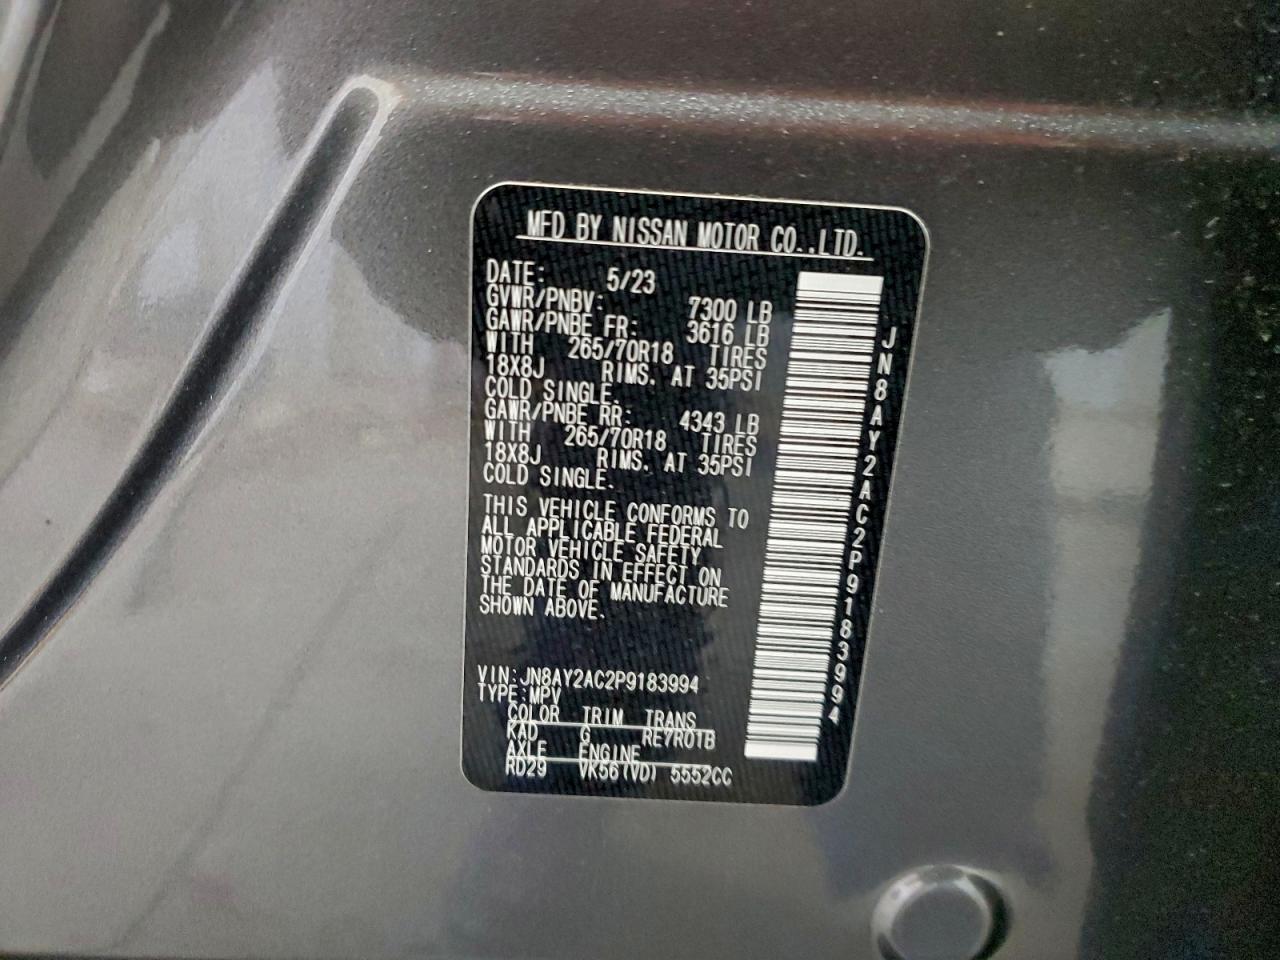 MFD BY NISSAN MOTOR CO.,LTD.
DATE: 5/23
GVWR/PNBV: 7300 LB
GAWR/PNBE FR: 3616 LB
WITH 265/70R18 TIRES
18X8J RIMS. AT 35PSI
COLD SINGLE.
GAWR/PNBE RR: 4343 LB
WITH 265/70R18 TIRES
18X8J RIMS. AT 35PSI
COLD SINGLE.
THIS VEHICLE CONFORMS TO
ALL APPLICABLE FEDERAL
MOTOR VEHICLE SAFETY
STANDARDS IN EFFECT ON
THE DATE OF MANUFACTURE
SHOWN ABOVE.
VIN:JN8AY2AC2P9183994
TYPE:MPV
COLOR TRIM TRANS
KAD G RE7R01B
AXLE ENGINE
RD29 VK56(VD) 5552CC
JN8AY2AC2P9183994